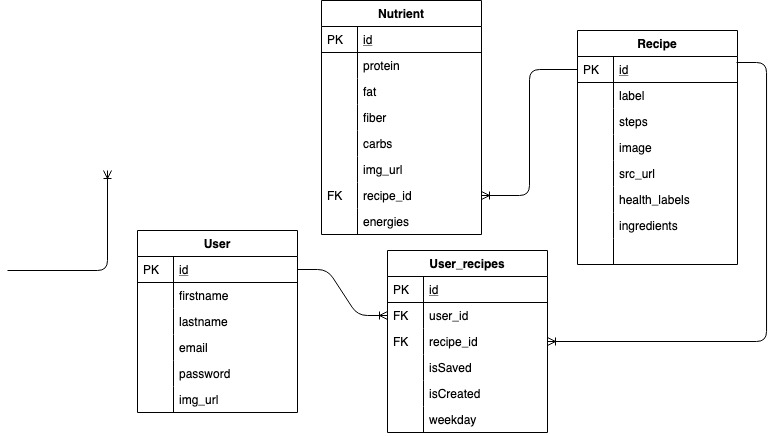 Nutrient
PK id
protein
fat
fiber
carbs
img_url
FK recipe_id
energies
Recipe
PK id
label
steps
image
src_url
health_labels
ingredients
User
PK id
firstname
lastname
email
password
img_url
User_recipes
PK id
FK user_id
FK recipe_id
isSaved
isCreated
weekday